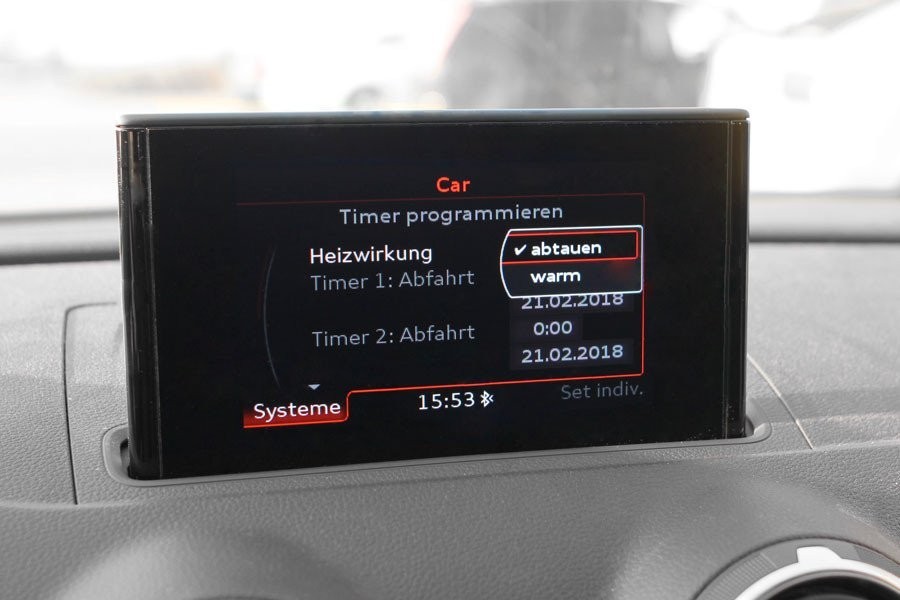 Car
Timer programmieren
Heizwirkung
✔ abtauen
warm
Timer 1: Abfahrt
21.02.2018
Timer 2: Abfahrt
0:00
21.02.2018
Systeme
15:53
Set indiv.